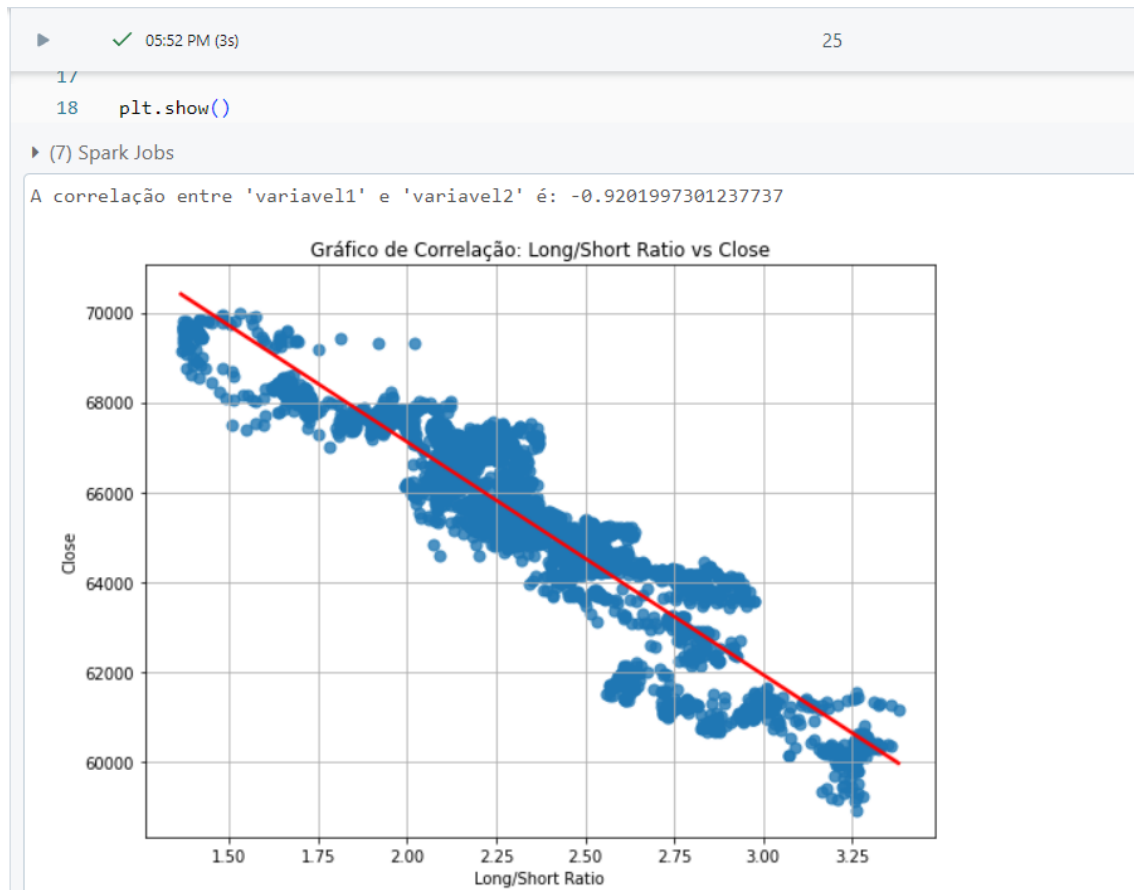 05:52 PM (3s)
25
17
18 plt.show()
(7) Spark Jobs
A correlação entre 'variavel1' e 'variavel2' é: -0.9201997301237737
Gráfico de Correlação: Long/Short Ratio vs Close
70000
68000
66000
64000
62000
60000
Close
1.50 1.75 2.00 2.25 2.50 2.75 3.00 3.25
Long/Short Ratio